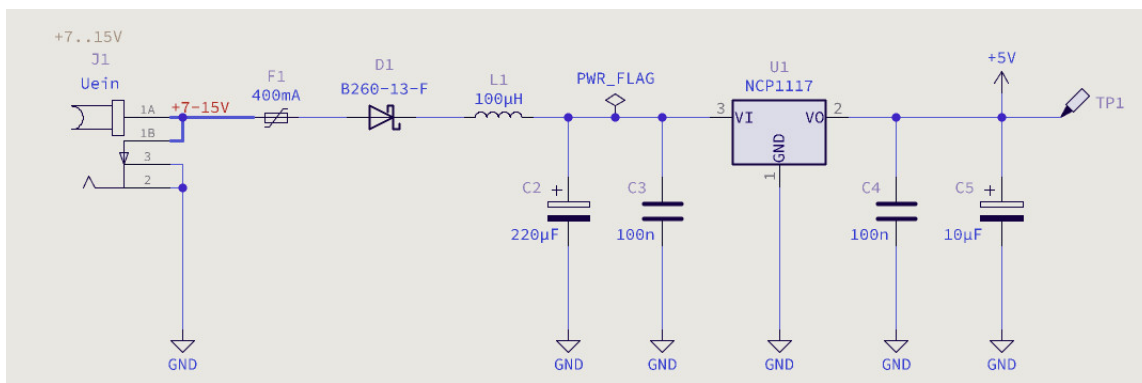 +7..15V
J1
Uein
1A
+7-15V
1B
3
2
GND
F1
400mA
D1
B260-13-F
L1
100µH
PWR_FLAG
C2
+
220µF
GND
C3
100n
GND
U1
NCP1117
3
VI
VO
2
GND
1
GND
C4
100n
GND
+5V
C5
+
10µF
GND
TP1